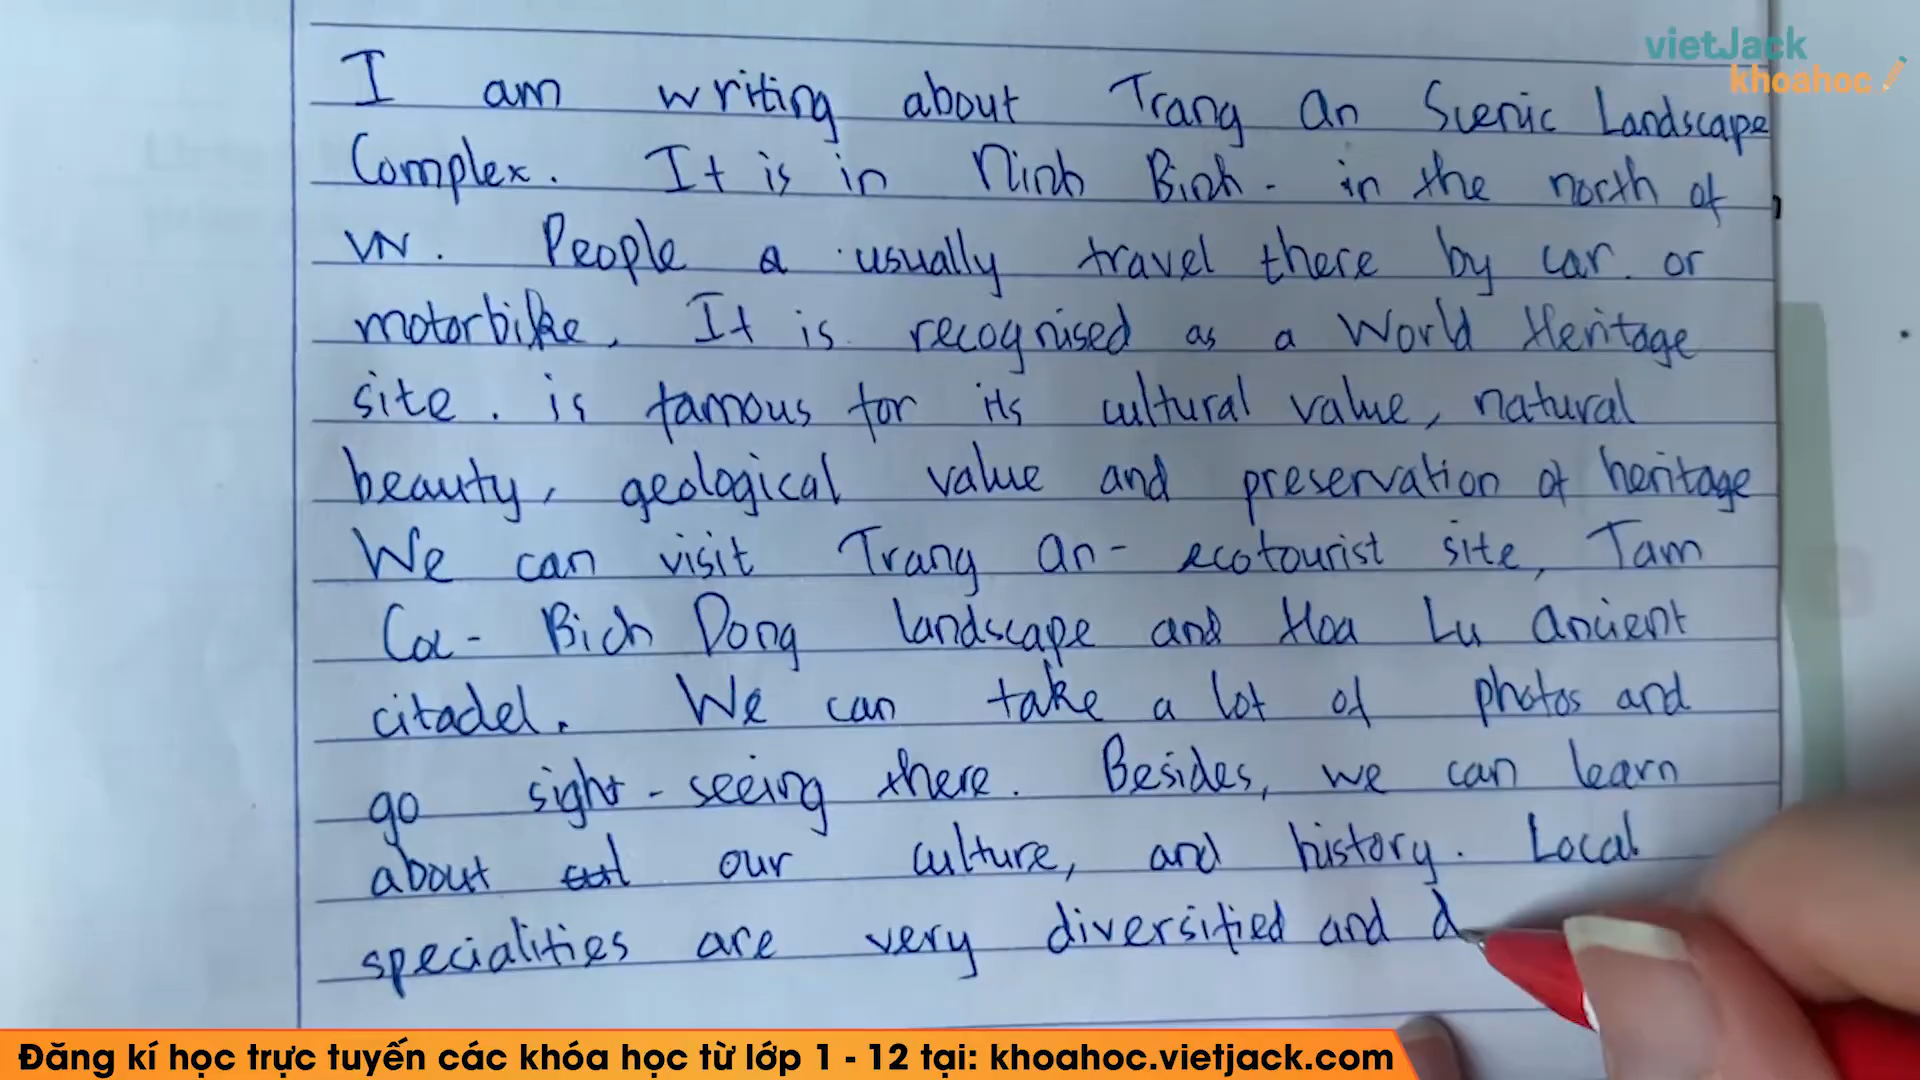 vietJack
khoahoc
I am writing about Trang An Scenic Landscape
Complex. It is in Ninh Binh - in the north of
VN. People a usually travel there by car or
motorbike. It is recognised as a World Heritage
site. is famous for its cultural value, natural
beauty, geological value and preservation of heritage
We can visit Trang An - ecotourist site, Tam
Coc - Bich Dong landscape and Hoa Lu Ancient
citadel. We can take a lot of photos and
go sight-seeing there. Besides, we can learn
about our culture, and history. Local
specialities are very diversified and d
Đăng kí học trực tuyến các khóa học từ lớp 1 - 12 tại: khoahoc.vietjack.com